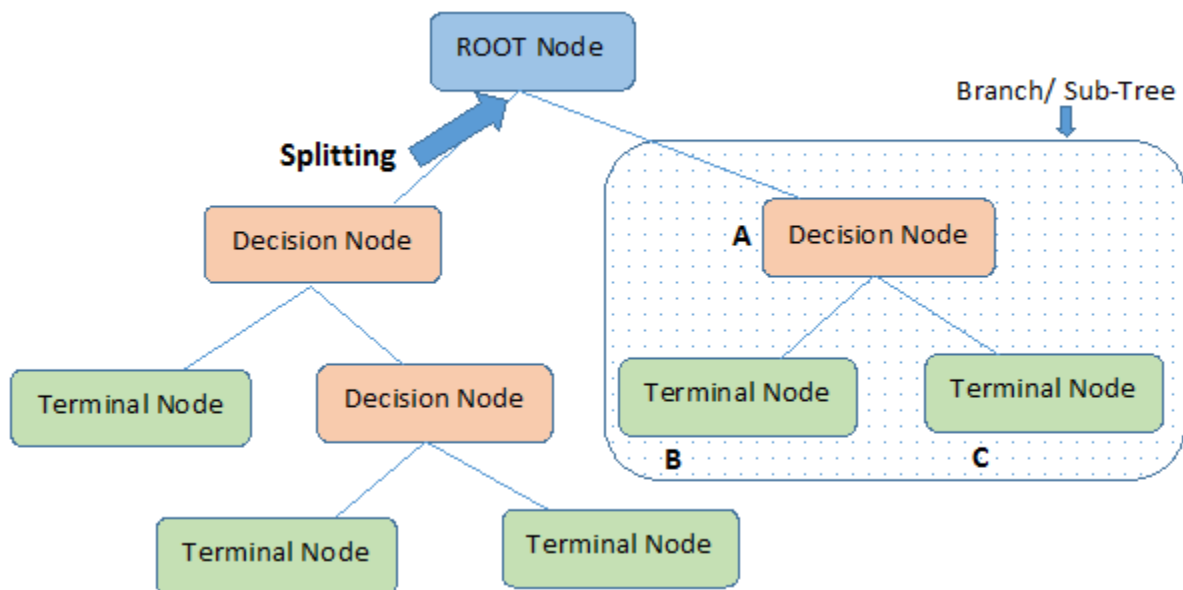 ROOT Node
Branch/ Sub-Tree
Splitting
Decision Node
A
Decision Node
Terminal Node
Decision Node
Terminal Node
Terminal Node
B
C
Terminal Node
Terminal Node